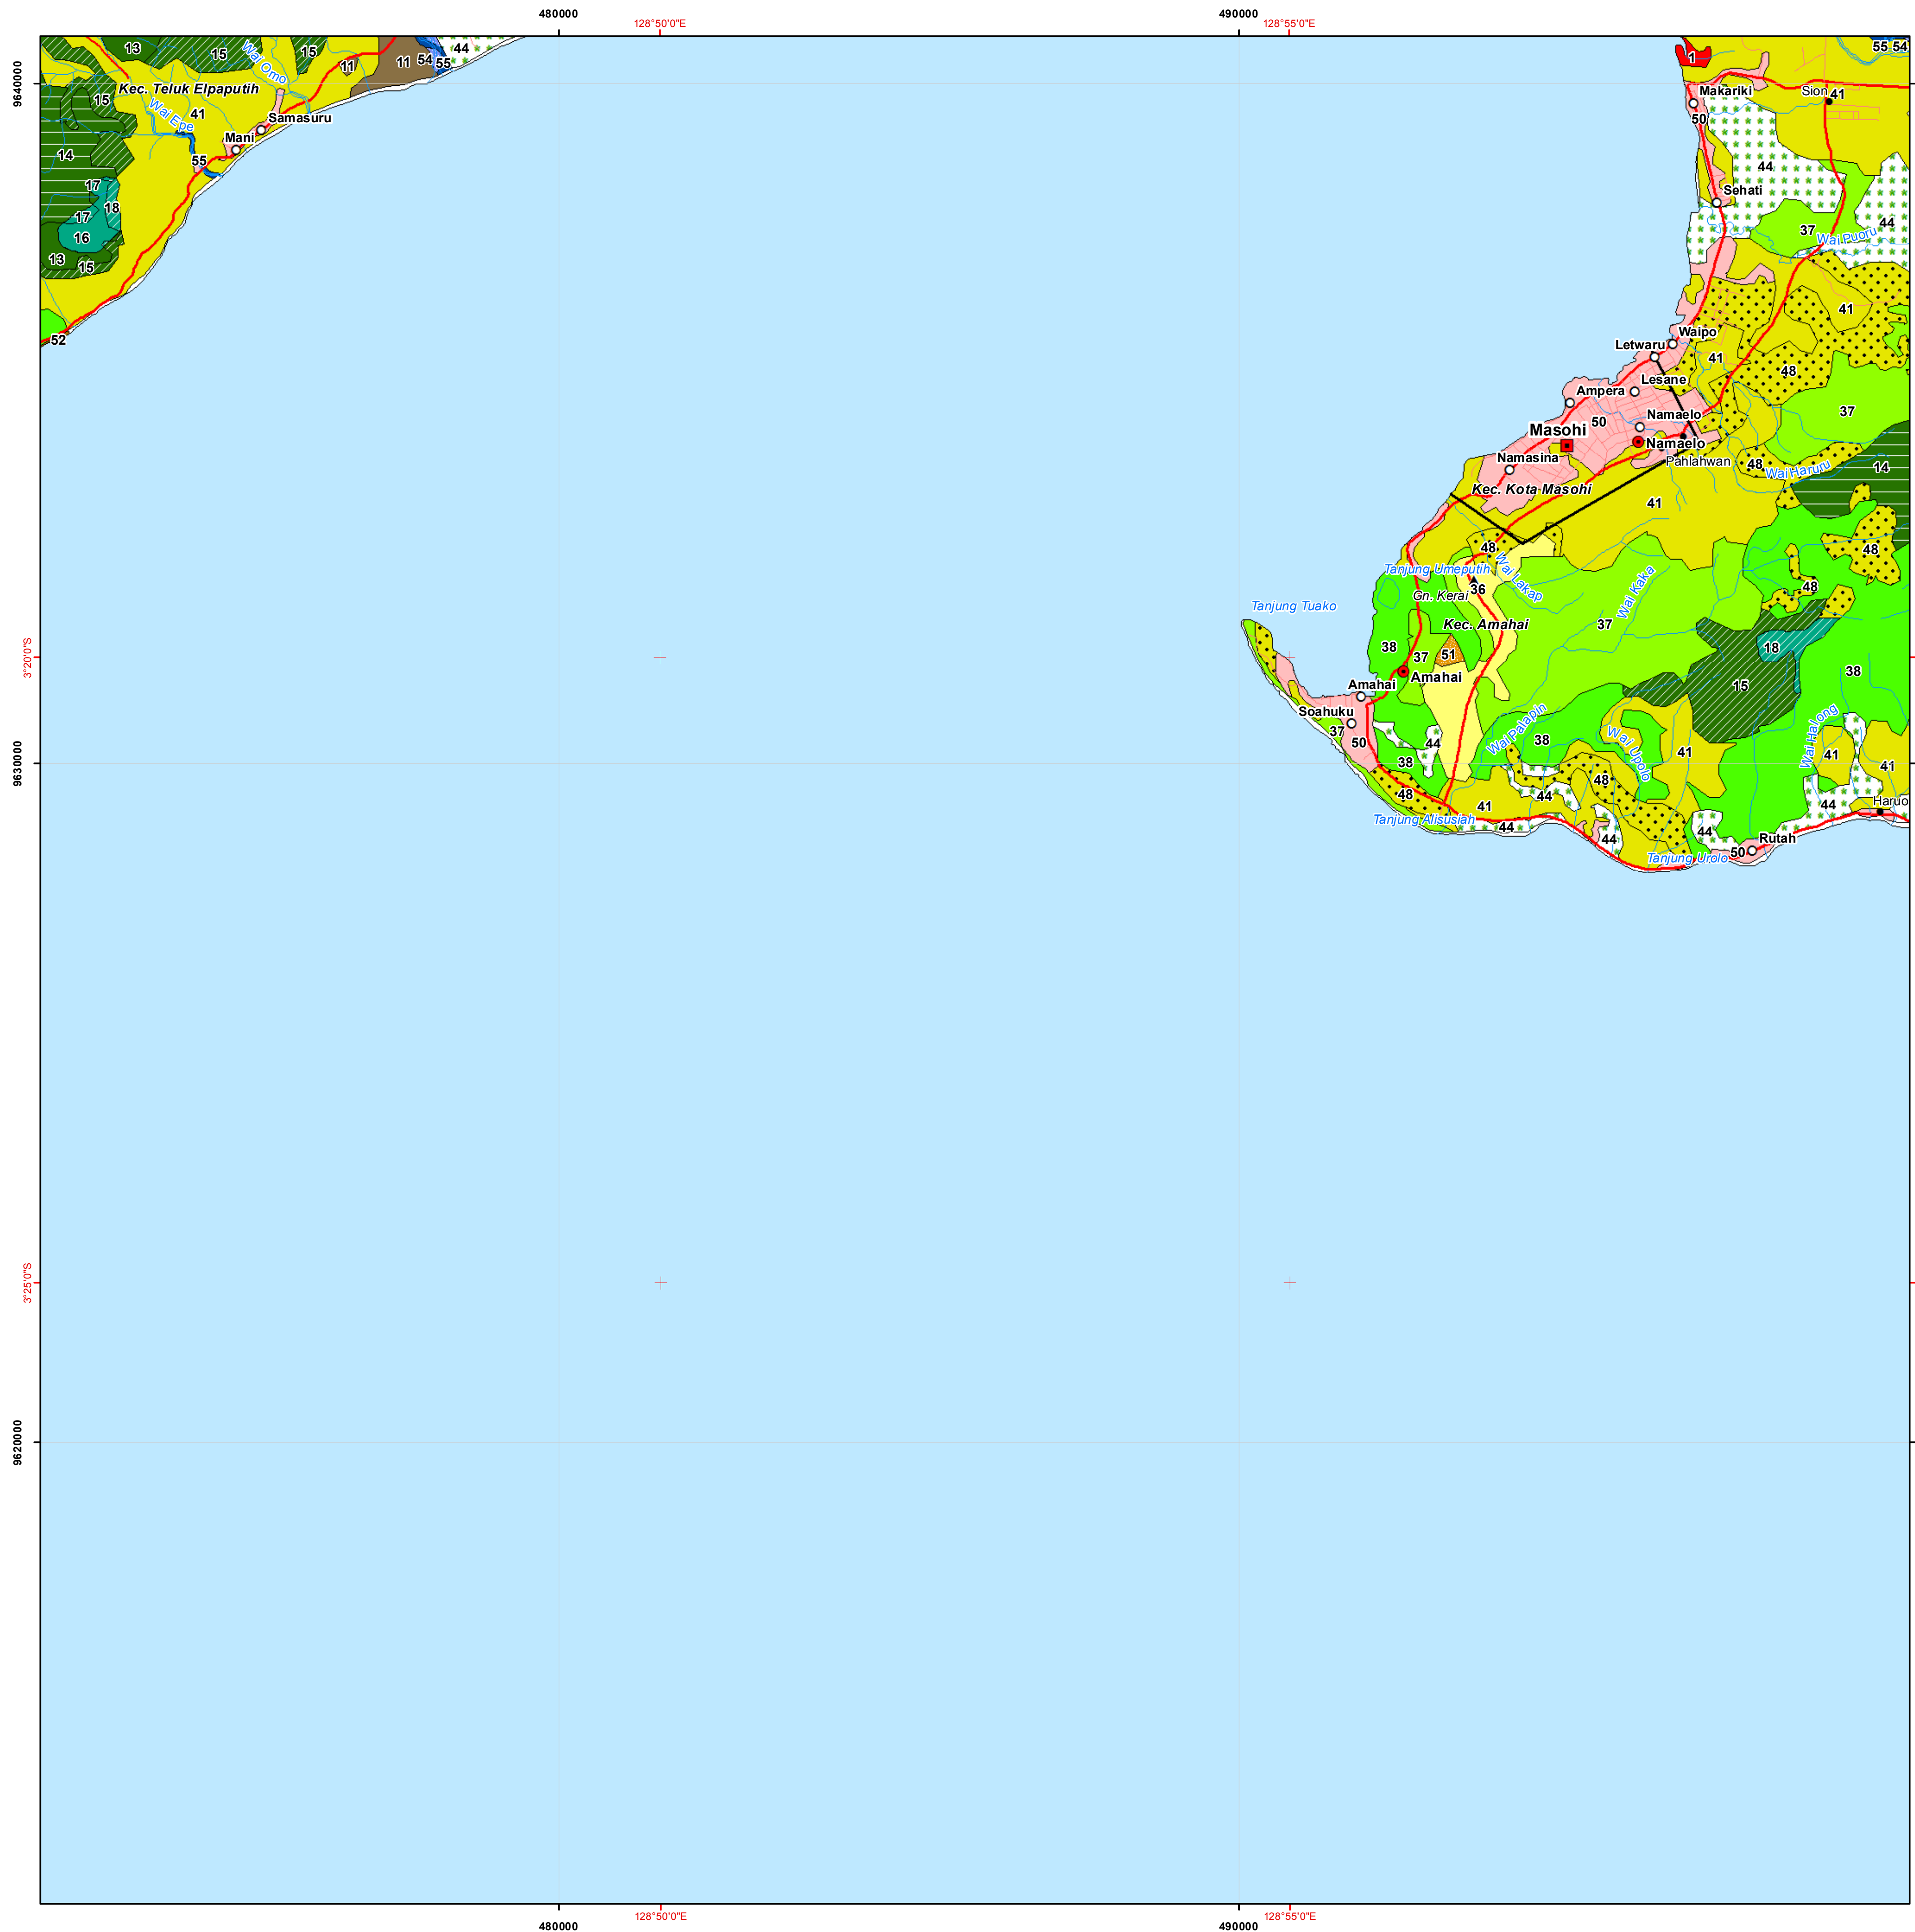 480000
490000
128°50'0"E
128°55'0"E
9640000
13
15
15
11
11
54
55
44
Wai Omo
Kec. Teluk Elpaputih
15
Wai Epe
41
Samasuru
Mani
14
55
17
18
17
16
13
15
52
1
55
54
Makariki
Sion
41
50
44
Sehati
44
37
Wai Puoru
41
Waipo
Letwaru
41
48
Lesane
Ampera
37
Namaelo
50
Masohi
Namaelo
Namasina
Pahlahwan
48
Wai Haruru
14
Kec. Kota Masohi
41
48
48
Tanjung Umeputih
Wai Lakap
Wai Kaka
48
36
Gn. Kerai
Tanjung Tuako
Kec. Amahai
37
3°20'0"S
38
37
51
18
38
Amahai
Amahai
15
Soahuku
37
50
44
Wai Palapin
38
Wai Upolo
41
Wai Halong
41
41
9630000
38
48
48
44
41
44
44
Haruo
Tanjung Alisusiah
44
44
44
Rutah
50
Tanjung Urolo
3°25'0"S
9620000
480000
490000
128°50'0"E
128°55'0"E